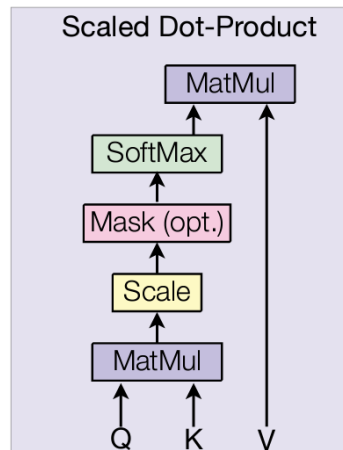 Scaled Dot-Product
MatMul
SoftMax
Mask (opt.)
Scale
MatMul
Q K V